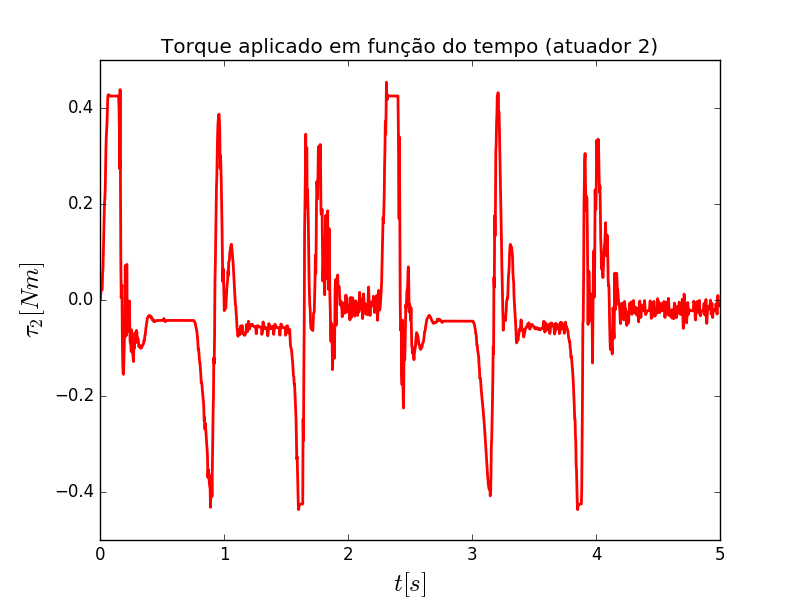 Torque aplicado em função do tempo (atuador 2)
0.4
0.2
0.0
−0.2
−0.4
τ₂[Nm]
0 1 2 3 4 5
t[s]